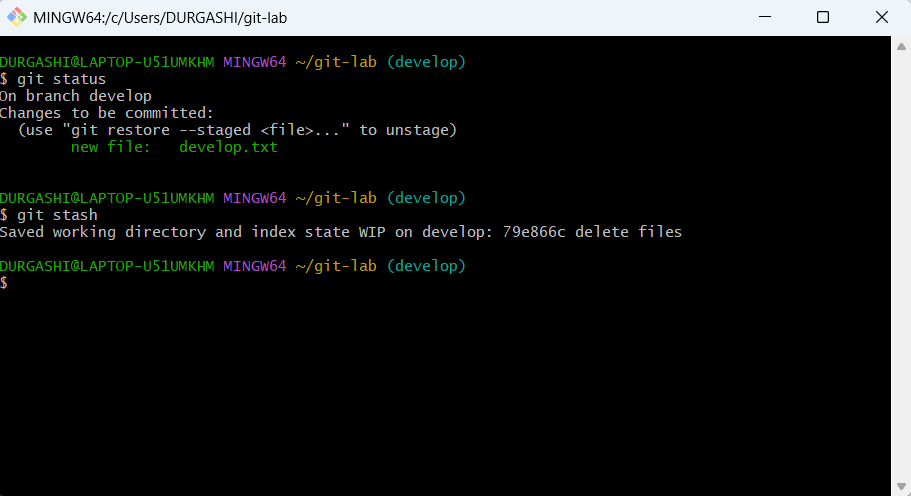 MINGW64:/c/Users/DURGASHI/git-lab
DURGASHI@LAPTOP-U51UMKHM MINGW64 ~/git-lab (develop)
$ git status
On branch develop
Changes to be committed:
  (use "git restore --staged <file>..." to unstage)
        new file:   develop.txt
DURGASHI@LAPTOP-U51UMKHM MINGW64 ~/git-lab (develop)
$ git stash
Saved working directory and index state WIP on develop: 79e866c delete files
DURGASHI@LAPTOP-U51UMKHM MINGW64 ~/git-lab (develop)
$